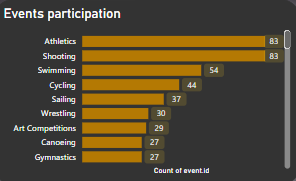 Events participation
Athletics 83
Shooting 83
Swimming 54
Cycling 44
Sailing 37
Wrestling 30
Art Competitions 29
Canoeing 27
Gymnastics 27
Count of event.id